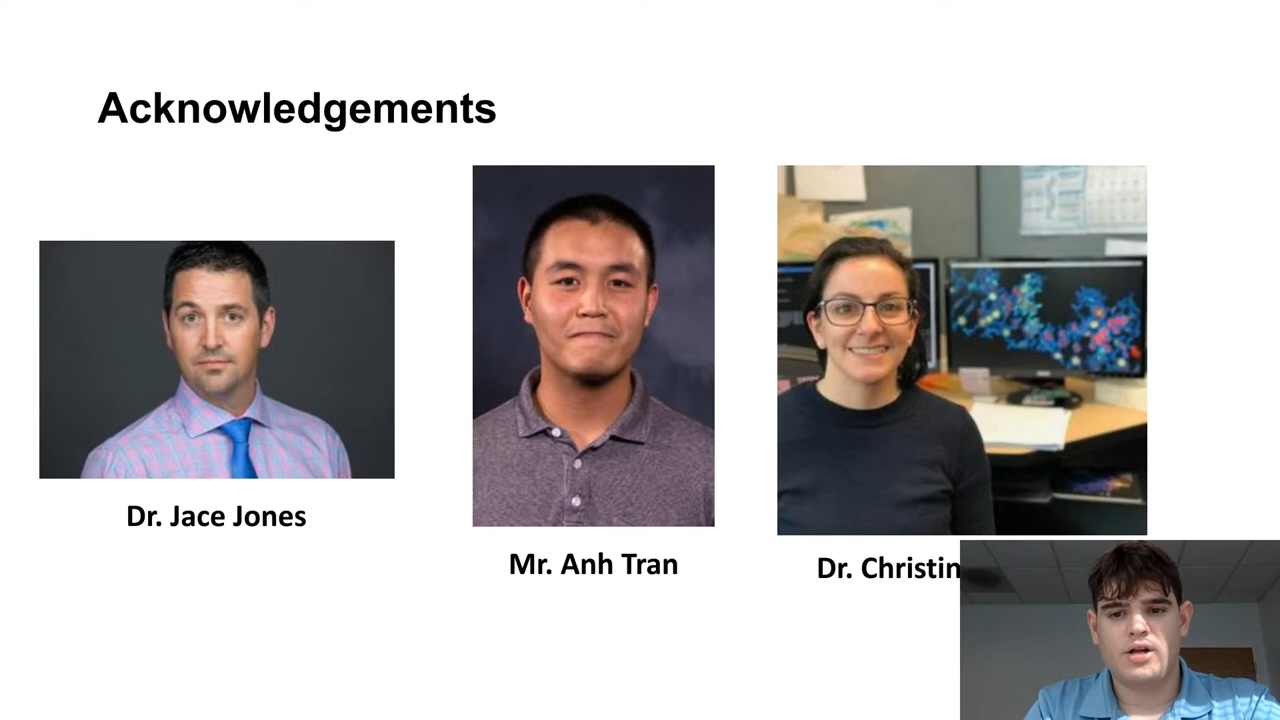 Acknowledgements
Dr. Jace Jones
Mr. Anh Tran
Dr. Christin